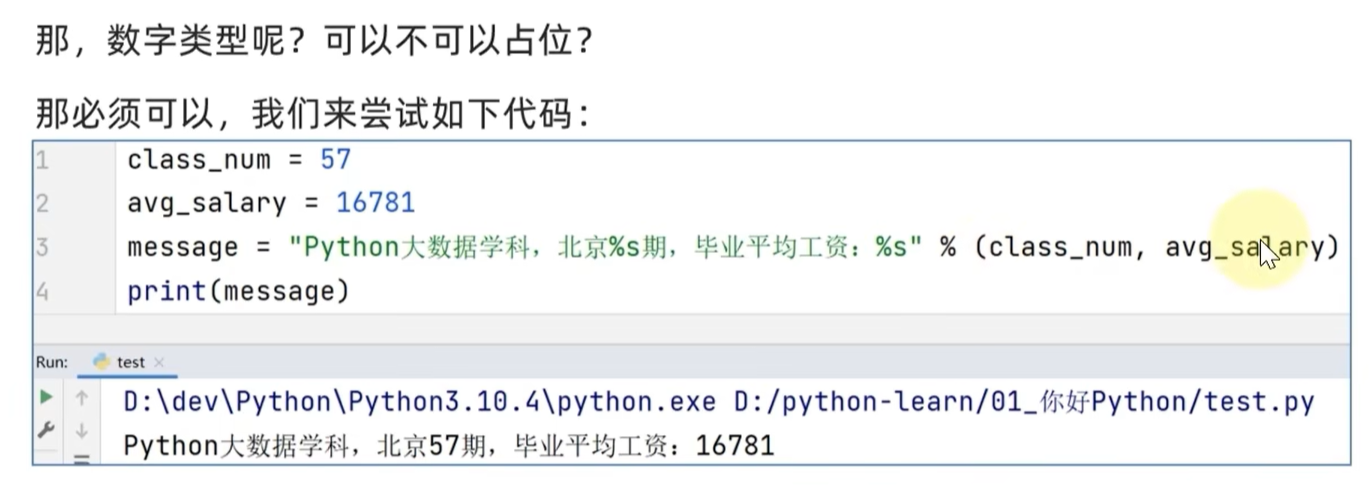 那，数字类型呢？可以不可以占位？
那必须可以，我们来尝试如下代码：
1 class_num = 57
2 avg_salary = 16781
3 message = "Python大数据学科，北京%s期，毕业平均工资：%s" % (class_num, avg_salary)
4 print(message)
Run: test
D:\dev\Python\Python3.10.4\python.exe D:/python-learn/01_你好Python/test.py
Python大数据学科，北京57期，毕业平均工资：16781